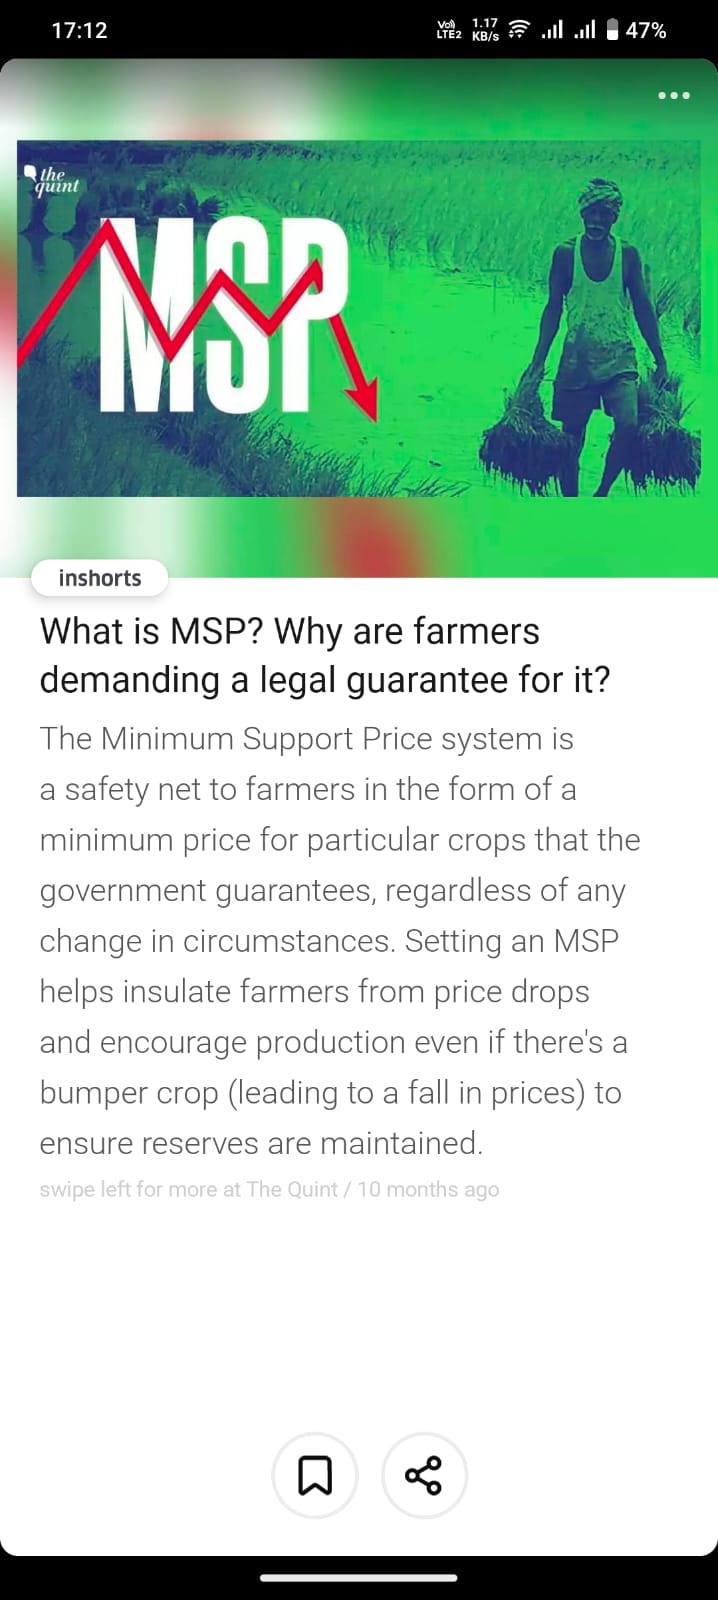 17:12
Vo))
LTE2
1.17
KB/s
47%
the
quint
MSP
inshorts
What is MSP? Why are farmers
demanding a legal guarantee for it?
The Minimum Support Price system is
a safety net to farmers in the form of a
minimum price for particular crops that the
government guarantees, regardless of any
change in circumstances. Setting an MSP
helps insulate farmers from price drops
and encourage production even if there's a
bumper crop (leading to a fall in prices) to
ensure reserves are maintained.
swipe left for more at The Quint / 10 months ago